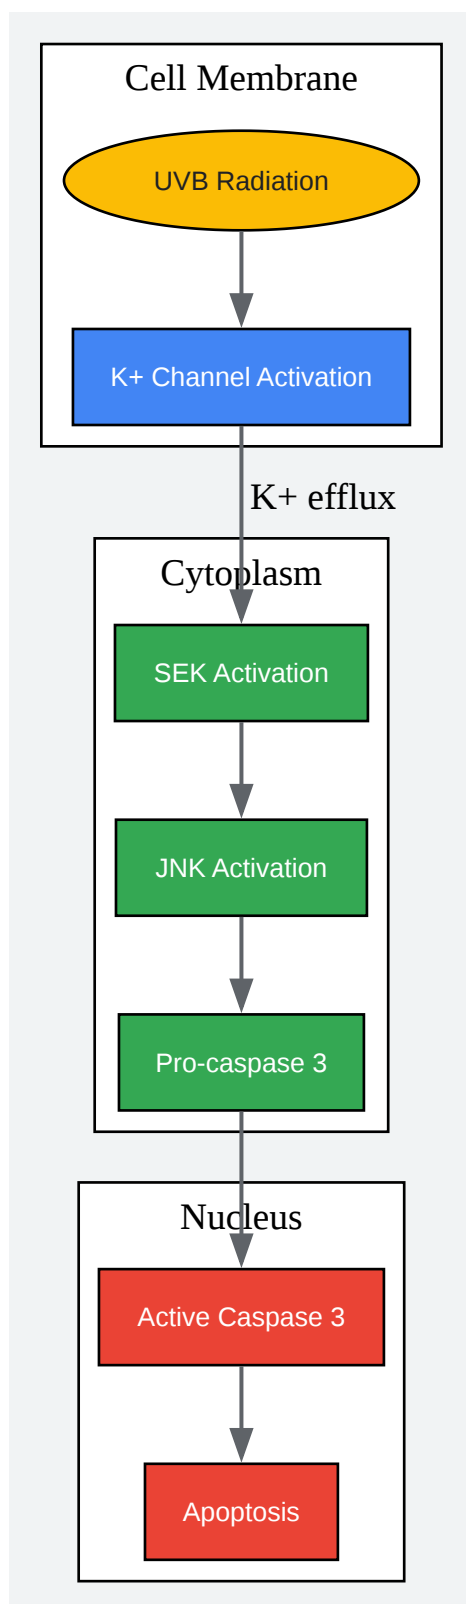 Cell Membrane
UVB Radiation
K+ Channel Activation
K+ efflux
Cytoplasm
SEK Activation
JNK Activation
Pro-caspase 3
Nucleus
Active Caspase 3
Apoptosis